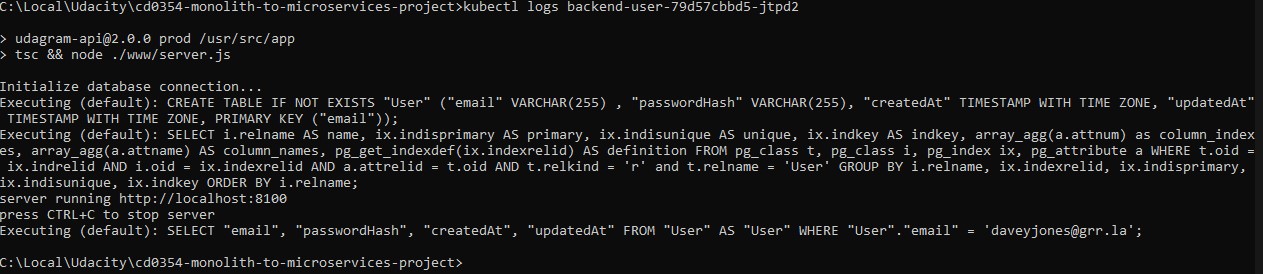 C:\Local\Udacity\cd0354-monolith-to-microservices-project>kubectl logs backend-user-79d57cbbd5-jtpd2
> udagram-api@2.0.0 prod /usr/src/app
> tsc && node ./www/server.js
Initialize database connection...
Executing (default): CREATE TABLE IF NOT EXISTS "User" ("email" VARCHAR(255) , "passwordHash" VARCHAR(255), "createdAt" TIMESTAMP WITH TIME ZONE, "updatedAt"
 TIMESTAMP WITH TIME ZONE, PRIMARY KEY ("email"));
Executing (default): SELECT i.relname AS name, ix.indisprimary AS primary, ix.indisunique AS unique, ix.indkey AS indkey, array_agg(a.attnum) as column_index
es, array_agg(a.attname) AS column_names, pg_get_indexdef(ix.indexrelid) AS definition FROM pg_class t, pg_class i, pg_index ix, pg_attribute a WHERE t.oid =
 ix.indrelid AND i.oid = ix.indexrelid AND a.attrelid = t.oid AND t.relkind = 'r' and t.relname = 'User' GROUP BY i.relname, ix.indexrelid, ix.indisprimary,
ix.indisunique, ix.indkey ORDER BY i.relname;
server running http://localhost:8100
press CTRL+C to stop server
Executing (default): SELECT "email", "passwordHash", "createdAt", "updatedAt" FROM "User" AS "User" WHERE "User"."email" = 'daveyjones@grr.la';
C:\Local\Udacity\cd0354-monolith-to-microservices-project>